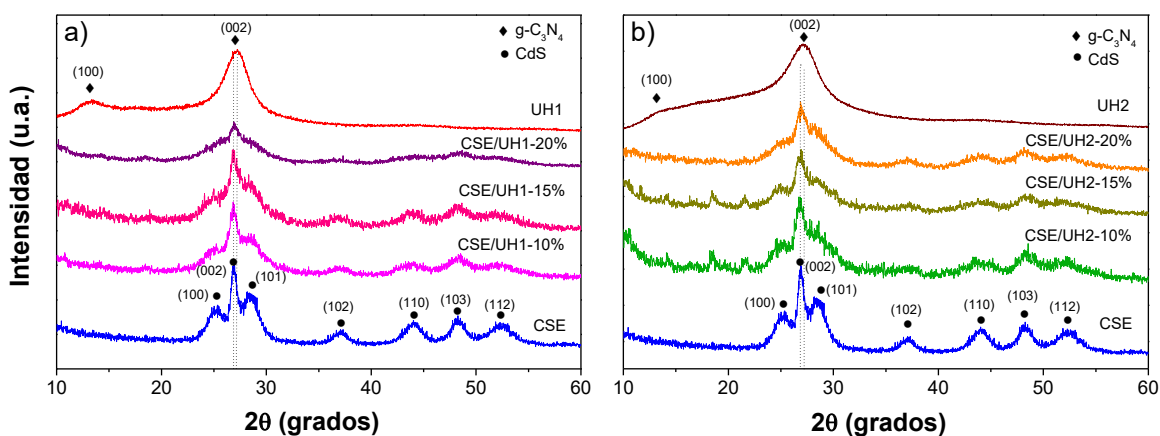 a)
(002)
◆ g-C₃N₄
● CdS
(100)
UH1
CSE/UH1-20%
CSE/UH1-15%
CSE/UH1-10%
(002)
(100)
(101)
(102)
(110)
(103)
(112)
CSE
10 20 30 40 50 60
2θ (grados)
Intensidad (u.a.)
b)
(002)
◆ g-C₃N₄
● CdS
(100)
UH2
CSE/UH2-20%
CSE/UH2-15%
CSE/UH2-10%
(002)
(100)
(101)
(102)
(110)
(103)
(112)
CSE
10 20 30 40 50 60
2θ (grados)